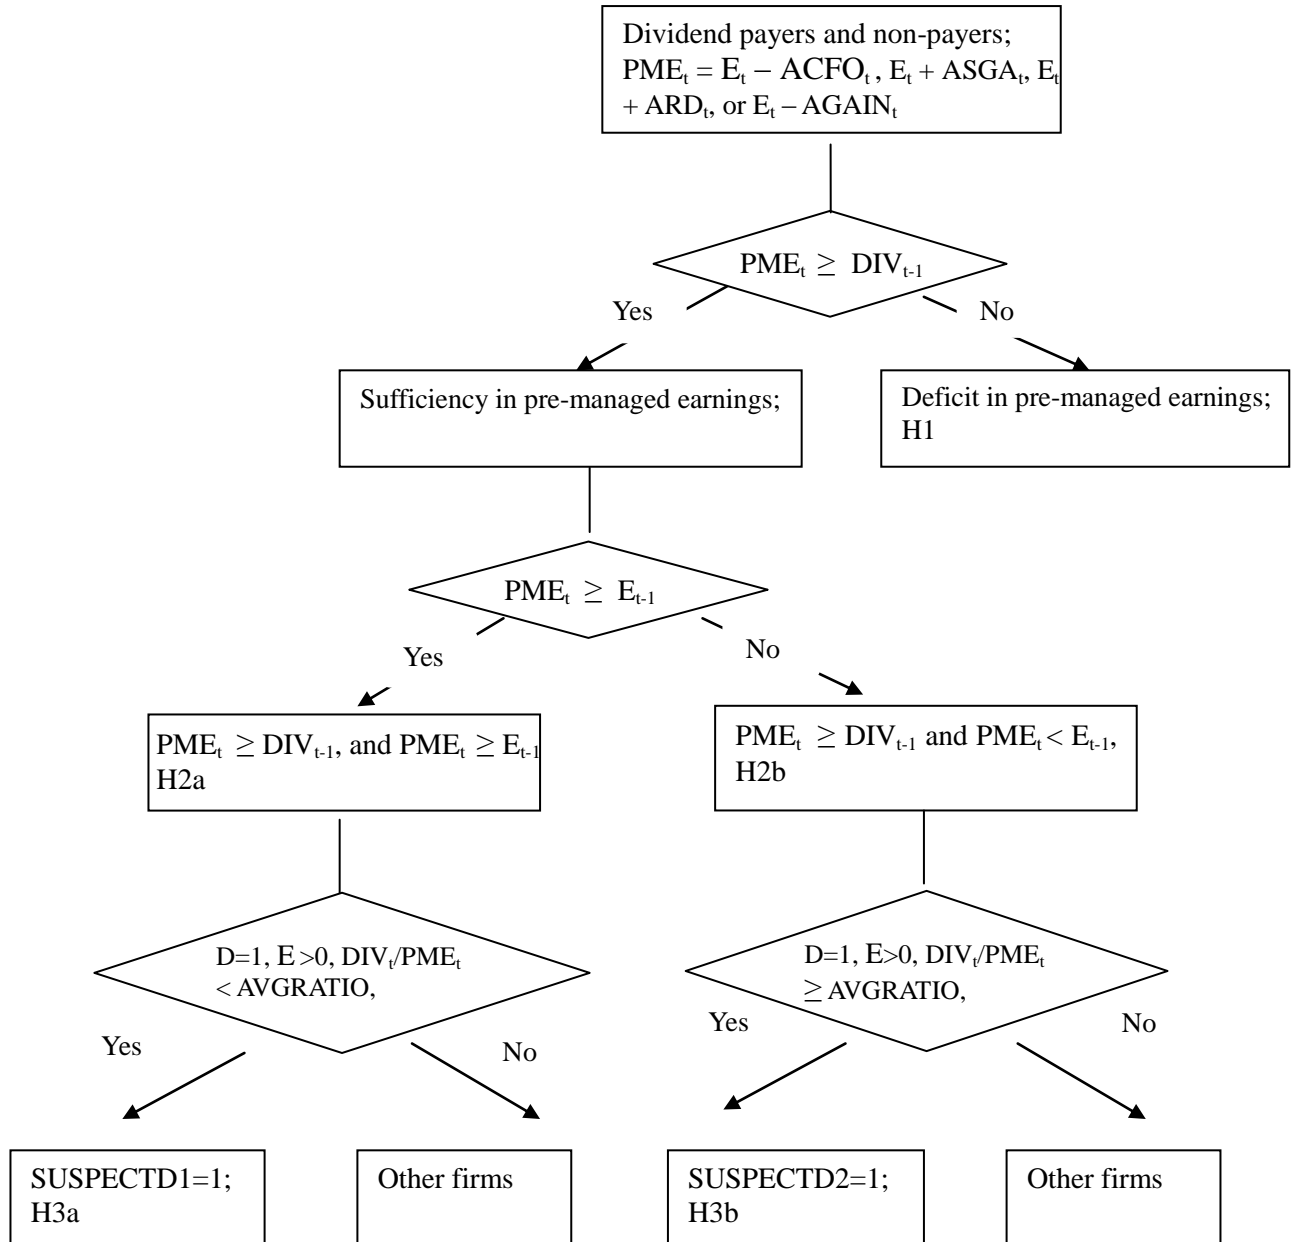 Dividend payers and non-payers;
PMEₜ = Eₜ – ACFOₜ , Eₜ + ASGAₜ, Eₜ
+ ARDₜ, or Eₜ – AGAINₜ
PMEₜ ≥ DIVₜ₋₁
Yes
No
Sufficiency in pre-managed earnings;
Deficit in pre-managed earnings;
H1
PMEₜ ≥ Eₜ₋₁
Yes
No
PMEₜ ≥ DIVₜ₋₁, and PMEₜ ≥ Eₜ₋₁
H2a
PMEₜ ≥ DIVₜ₋₁ and PMEₜ < Eₜ₋₁,
H2b
D=1, E >0, DIVₜ/PMEₜ
< AVGRATIO,
D=1, E>0, DIVₜ/PMEₜ
≥ AVGRATIO,
Yes
No
Yes
No
SUSPECTD1=1;
H3a
Other firms
SUSPECTD2=1;
H3b
Other firms